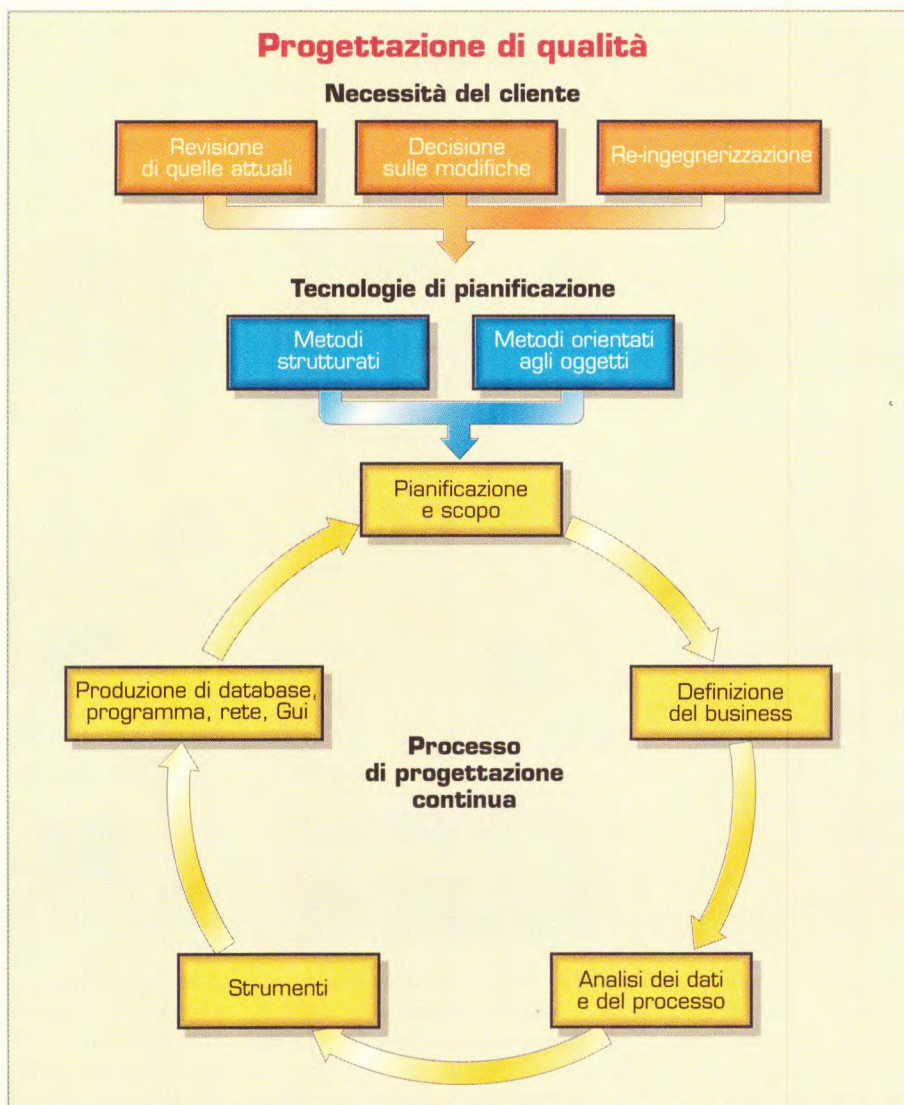 Progettazione di qualità
Necessità del cliente
Revisione
di quelle attuali
Decisione
sulle modifiche
Re-ingegnerizzazione
Tecnologie di pianificazione
Metodi
strutturati
Metodi orientati
agli oggetti
Pianificazione
e scopo
Definizione
del business
Analisi dei dati
e del processo
Strumenti
Produzione di database,
programma, rete, Gui
Processo
di progettazione
continua